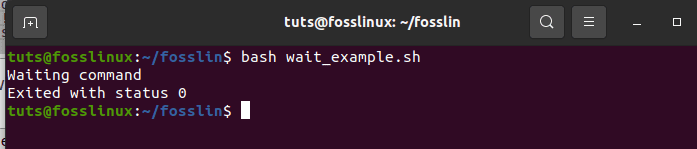 tuts@fosslinux: ~/fosslin
tuts@fosslinux:~/fosslin$ bash wait_example.sh
Waiting command
Exited with status 0
tuts@fosslinux:~/fosslin$